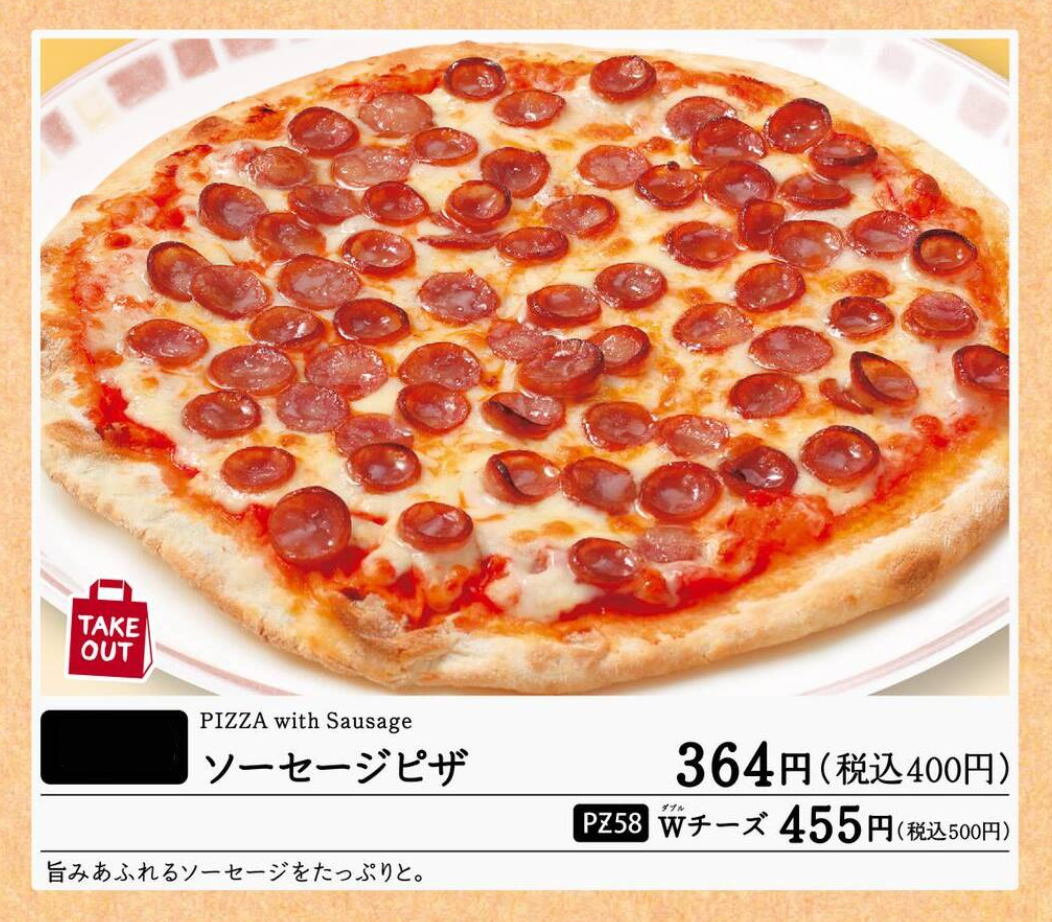 TAKE
OUT
PIZZA with Sausage
ソーセージピザ
364円(税込400円)
ダブル
PZ58 Wチーズ 455円(税込500円)
旨みあふれるソーセージをたっぷりと。